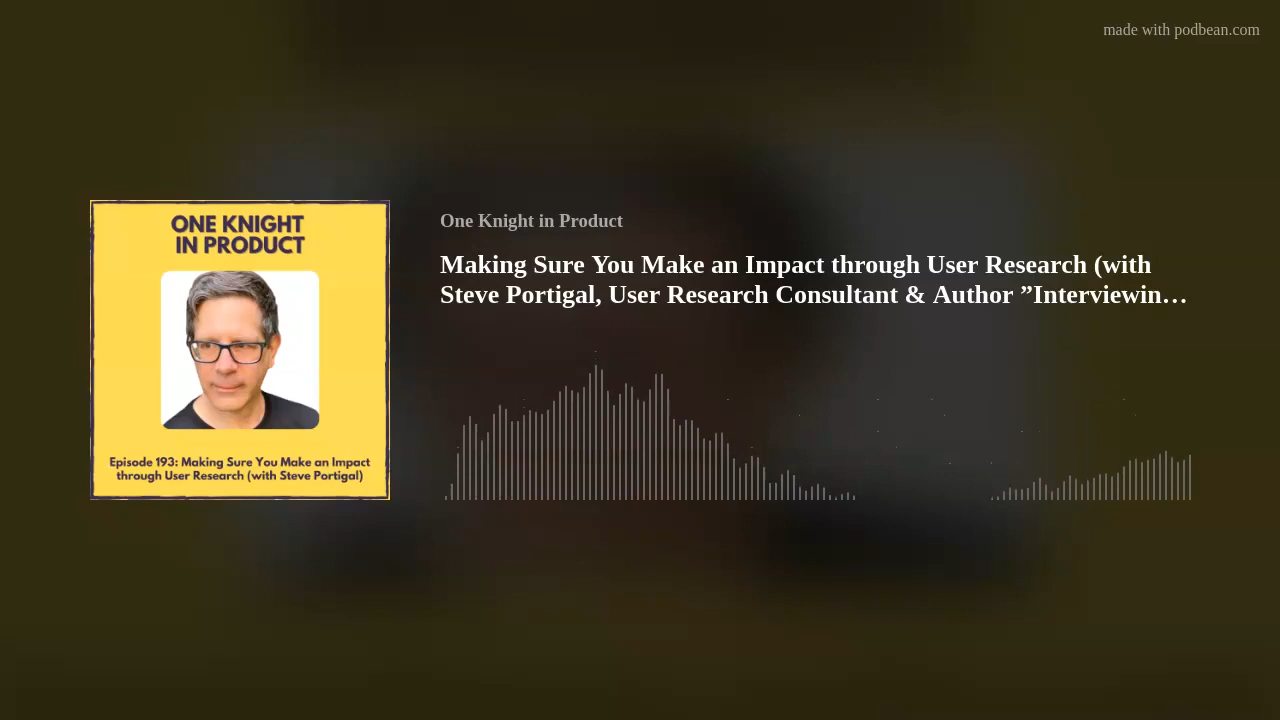 made with podbean.com
ONE KNIGHT
IN PRODUCT
Episode 193: Making Sure You Make an Impact
through User Research (with Steve Portigal)
One Knight in Product
Making Sure You Make an Impact through User Research (with
Steve Portigal, User Research Consultant & Author ”Interviewin…